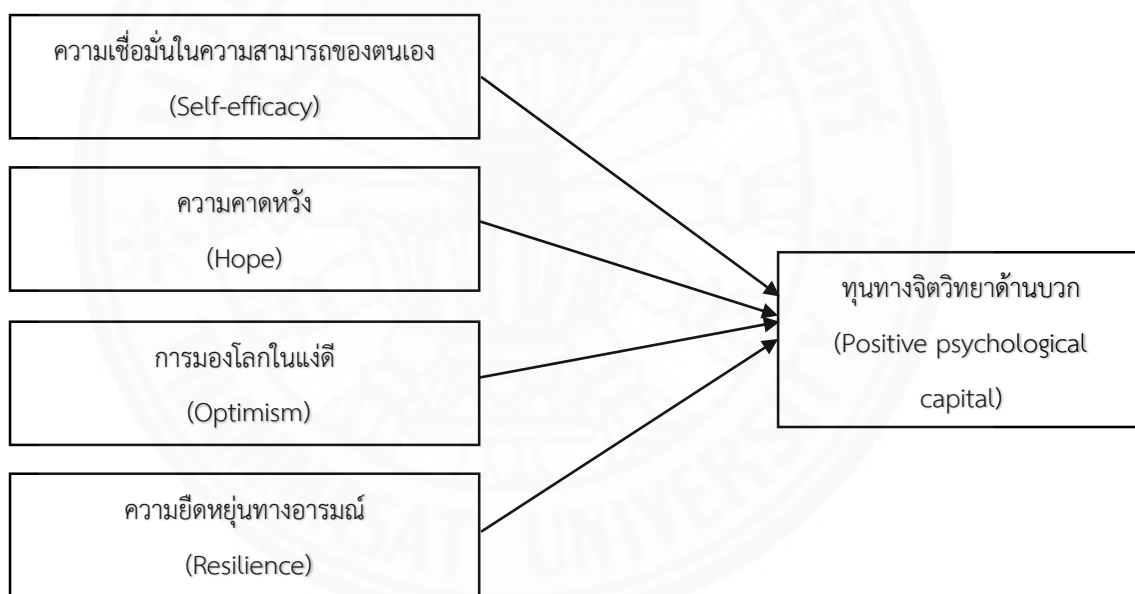 ความเชื่อมั่นในความสามารถของตนเอง
(Self-efficacy)
ความคาดหวัง
(Hope)
การมองโลกในแง่ดี
(Optimism)
ความยืดหยุ่นทางอารมณ์
(Resilience)
ทุนทางจิตวิทยาด้านบวก
(Positive psychological
capital)
UNIVERSITY